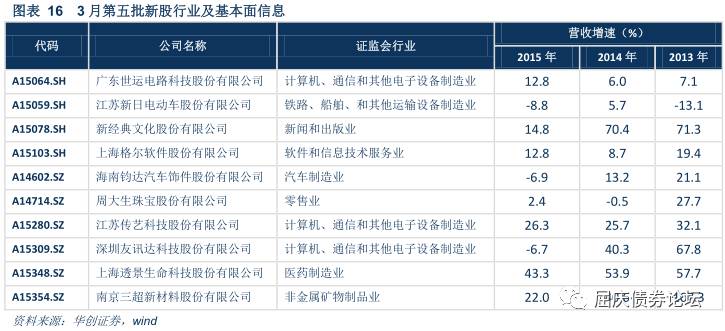 图表 16 3 月第五批新股行业及基本面信息
代码 公司名称 证监会行业 营收增速（%）
2015 年 2014 年 2013 年
A15064.SH 广东世运电路科技股份有限公司 计算机、通信和其他电子设备制造业 12.8 6.0 7.1
A15059.SH 江苏新日电动车股份有限公司 铁路、船舶、和其他运输设备制造业 -8.8 5.7 -13.1
A15078.SH 新经典文化股份有限公司 新闻和出版业 14.8 70.4 71.3
A15103.SH 上海格尔软件股份有限公司 软件和信息技术服务业 12.8 8.7 19.4
A14602.SZ 海南钧达汽车饰件股份有限公司 汽车制造业 -6.9 13.2 21.1
A14714.SZ 周大生珠宝股份有限公司 零售业 2.4 -0.5 27.7
A15280.SZ 江苏传艺科技股份有限公司 计算机、通信和其他电子设备制造业 26.3 25.7 32.1
A15309.SZ 深圳友讯达科技股份有限公司 计算机、通信和其他电子设备制造业 -6.7 40.3 67.8
A15348.SZ 上海透景生命科技股份有限公司 医药制造业 43.3 53.9 57.7
A15354.SZ 南京三超新材料股份有限公司 非金属矿物制品业 22.0
屈庆债券论坛
资料来源：华创证券，wind